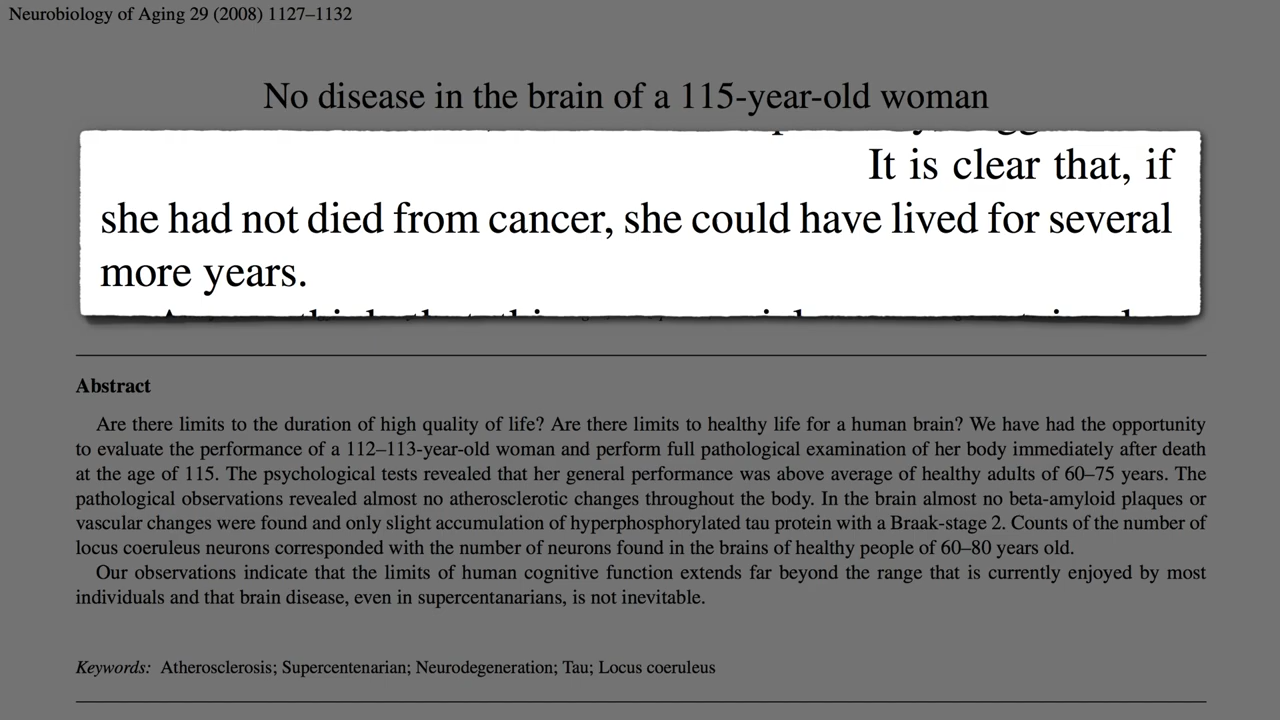 Neurobiology of Aging 29 (2008) 1127–1132
No disease in the brain of a 115-year-old woman
It is clear that, if
she had not died from cancer, she could have lived for several
more years.
Abstract
Are there limits to the duration of high quality of life? Are there limits to healthy life for a human brain? We have had the opportunity
to evaluate the performance of a 112–113-year-old woman and perform full pathological examination of her body immediately after death
at the age of 115. The psychological tests revealed that her general performance was above average of healthy adults of 60–75 years. The
pathological observations revealed almost no atherosclerotic changes throughout the body. In the brain almost no beta-amyloid plaques or
vascular changes were found and only slight accumulation of hyperphosphorylated tau protein with a Braak-stage 2. Counts of the number of
locus coeruleus neurons corresponded with the number of neurons found in the brains of healthy people of 60–80 years old.
Our observations indicate that the limits of human cognitive function extends far beyond the range that is currently enjoyed by most
individuals and that brain disease, even in supercentanarians, is not inevitable.
Keywords: Atherosclerosis; Supercentenarian; Neurodegeneration; Tau; Locus coeruleus